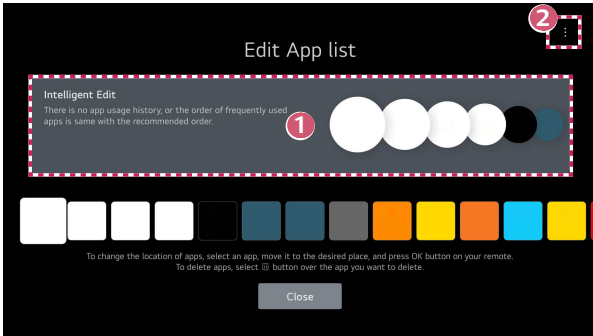 2
Edit App list
Intelligent Edit
There is no app usage history, or the order of frequently used
apps is same with the recommended order.
1
To change the location of apps, select an app, move it to the desired place, and press OK button on your remote.
To delete apps, select button over the app you want to delete.
Close